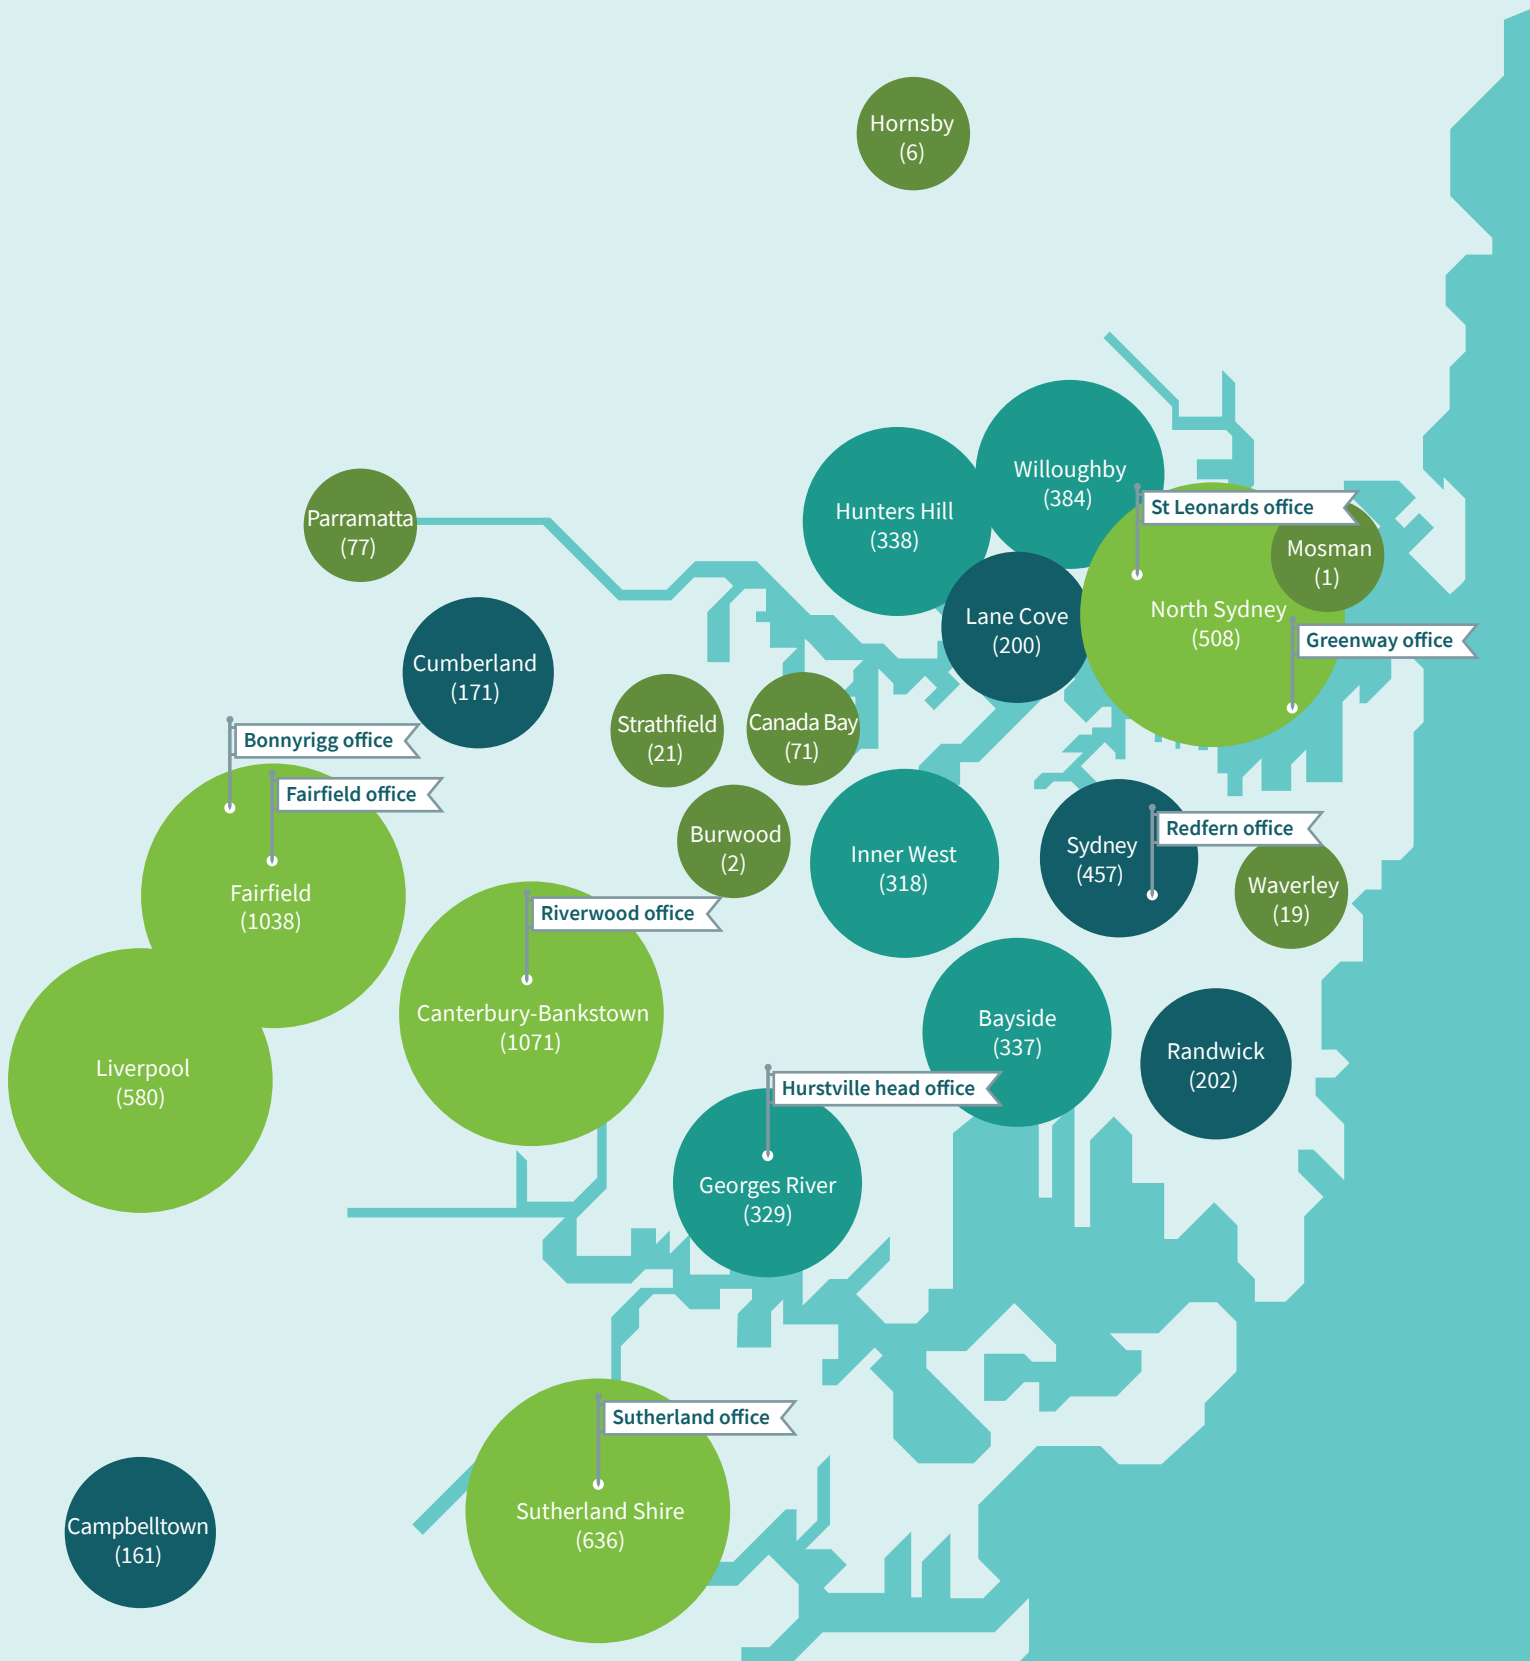 Hornsby
(6)
Willoughby
(384)
Hunters Hill
(338)
St Leonards office
Parramatta
(77)
Mosman
(1)
North Sydney
(508)
Lane Cove
(200)
Greenway office
Cumberland
(171)
Strathfield
(21)
Canada Bay
(71)
Bonnyrigg office
Fairfield office
Burwood
(2)
Redfern office
Sydney
(457)
Inner West
(318)
Waverley
(19)
Fairfield
(1038)
Riverwood office
Canterbury-Bankstown
(1071)
Bayside
(337)
Randwick
(202)
Liverpool
(580)
Hurstville head office
Georges River
(329)
Sutherland office
Sutherland Shire
(636)
Campbelltown
(161)